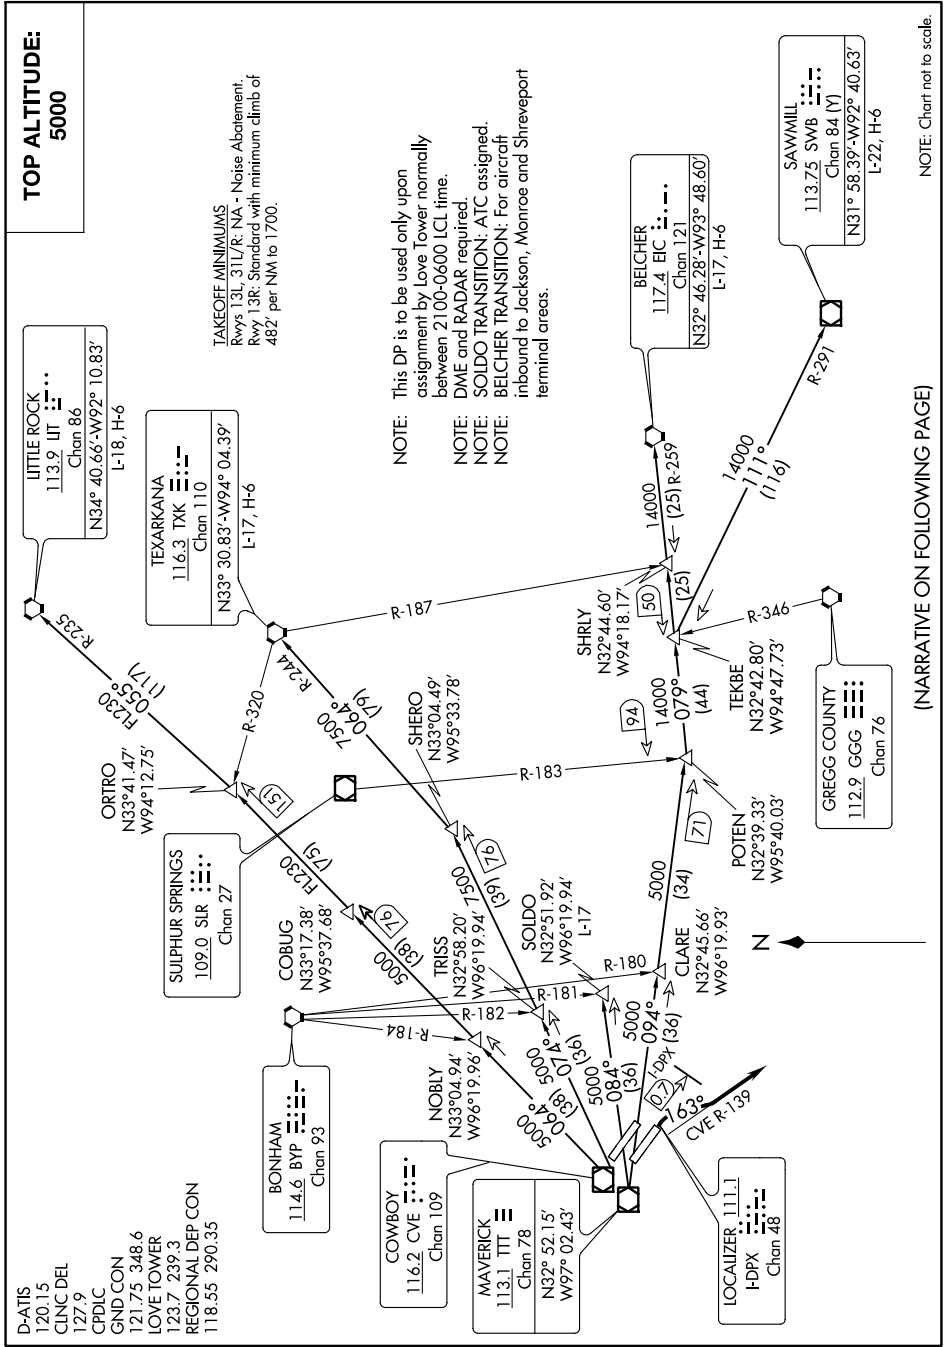 TOP ALTITUDE:
5000
D-ATIS
120.15
CLNC DEL
127.9
CPDLC
GND CON
121.75 348.6
LOVE TOWER
123.7 239.3
REGIONAL DEP CON
118.55 290.35
LITTLE ROCK
113.9 LIT
Chan 86
N34° 40.66'-W92° 10.83'
L-18, H-6
TAKEOFF MINIMUMS
Rwys 13L, 31L/R: NA - Noise Abatement.
Rwy 13R: Standard with minimum climb of
482' per NM to 1700.
TEXARKANA
116.3 TXK
Chan 110
N33° 30.83'-W94° 04.39'
L-17, H-6
NOTE: This DP is to be used only upon
assignment by Love Tower normally
between 2100-0600 LCL time.
NOTE: DME and RADAR required.
NOTE: SOLDO TRANSITION: ATC assigned.
NOTE: BELCHER TRANSITION: For aircraft
inbound to Jackson, Monroe and Shreveport
terminal areas.
BELCHER
117.4 EIC
Chan 121
N32° 46.28'-W93° 48.60'
L-17, H-6
SAWMILL
113.75 SWB
Chan 84 (Y)
N31° 58.39'-W92° 40.63'
L-22, H-6
NOTE: Chart not to scale.
R-235
FL230
055°
(117)
ORTRO
N33°41.47'
W94°12.75'
R-320
151
FL230
(75)
R-244
7500
064°
(79)
R-187
SULPHUR SPRINGS
109.0 SLR
Chan 27
SHERO
N33°04.49'
W95°33.78'
R-183
COBUG
N33°17.38'
W95°37.68'
76
5000
(38)
76
7500
(39)
TRISS
N32°58.20'
W96°19.94'
SOLDO
N32°51.92'
W96°19.94'
L-17
BONHAM
114.6 BYP
Chan 93
R-184
R-182
R-181
R-180
NOBLY
N33°04.94'
W96°19.96'
5000
064°
(38)
5000
074°
(36)
5000
084°
(36)
5000
094°
(36)
CLARE
N32°45.66'
W96°19.93'
5000
(34)
71
POTEN
N32°39.33'
W95°40.03'
94
14000
079°
(44)
TEKBE
N32°42.80'
W94°47.73'
50
(25)
SHRLY
N32°44.60'
W94°18.17'
14000
(25)
R-259
R-346
GREGG COUNTY
112.9 GGG
Chan 76
14000
111°
(116)
R-291
COWBOY
116.2 CVE
Chan 109
MAVERICK
113.1 TTT
Chan 78
N32° 52.15'
W97° 02.43'
LOCALIZER 111.1
I-DPX
Chan 48
I-DPX
0.7
163°
CVE R-139
N
(NARRATIVE ON FOLLOWING PAGE)